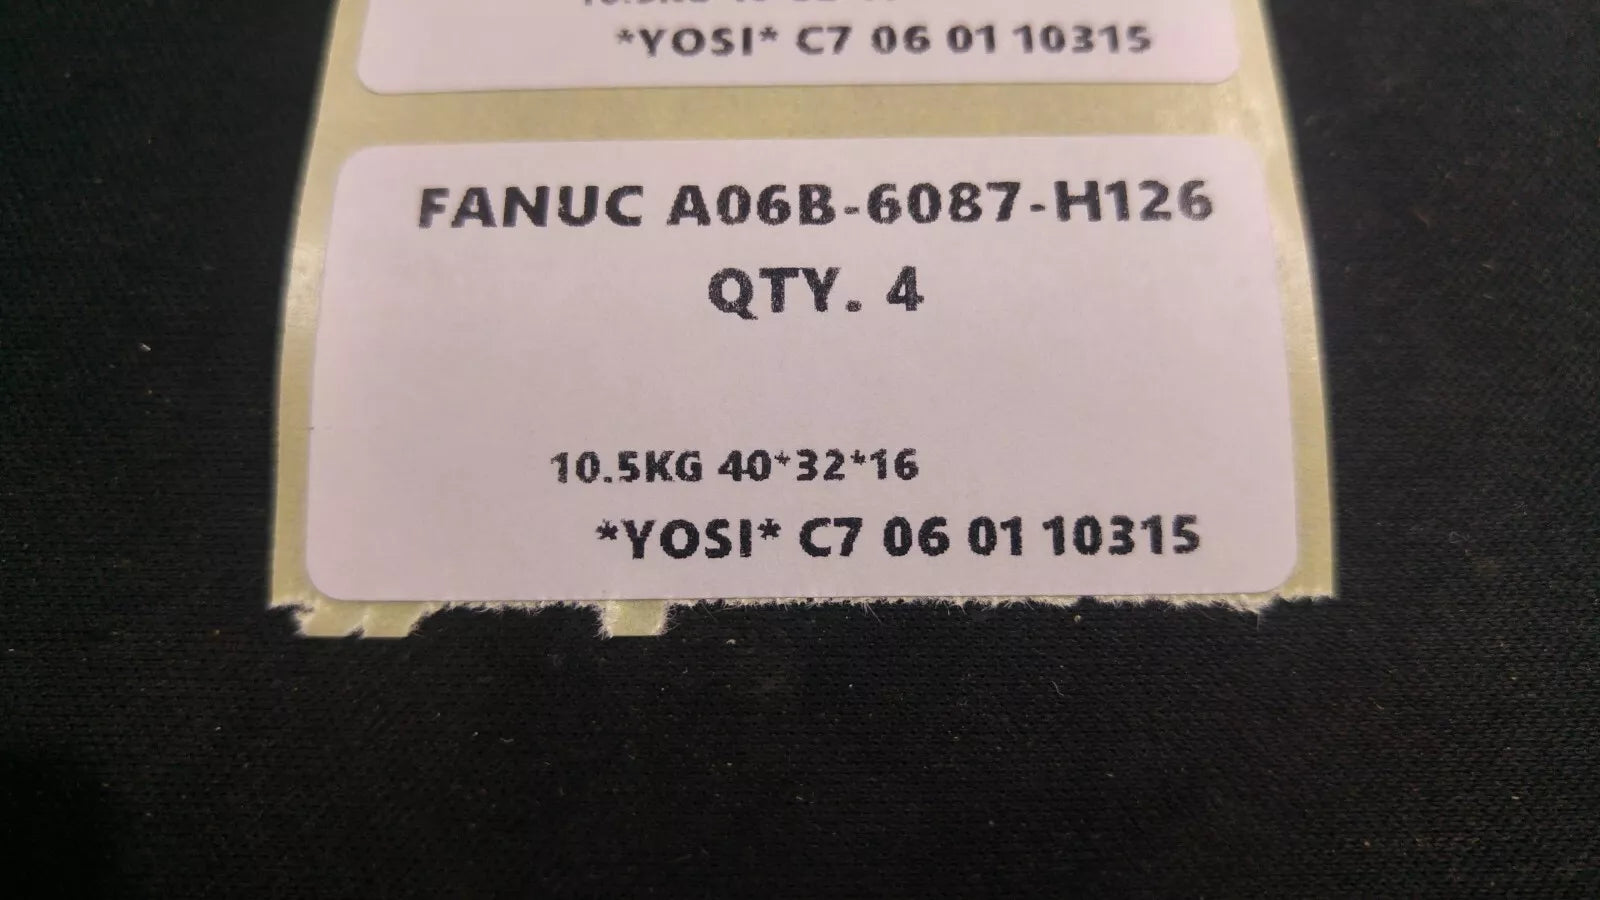 *YOSI* C7 06 01 10315
FANUC A06B-6087-H126
QTY. 4
10.5KG 40*32*16
*YOSI* C7 06 01 10315